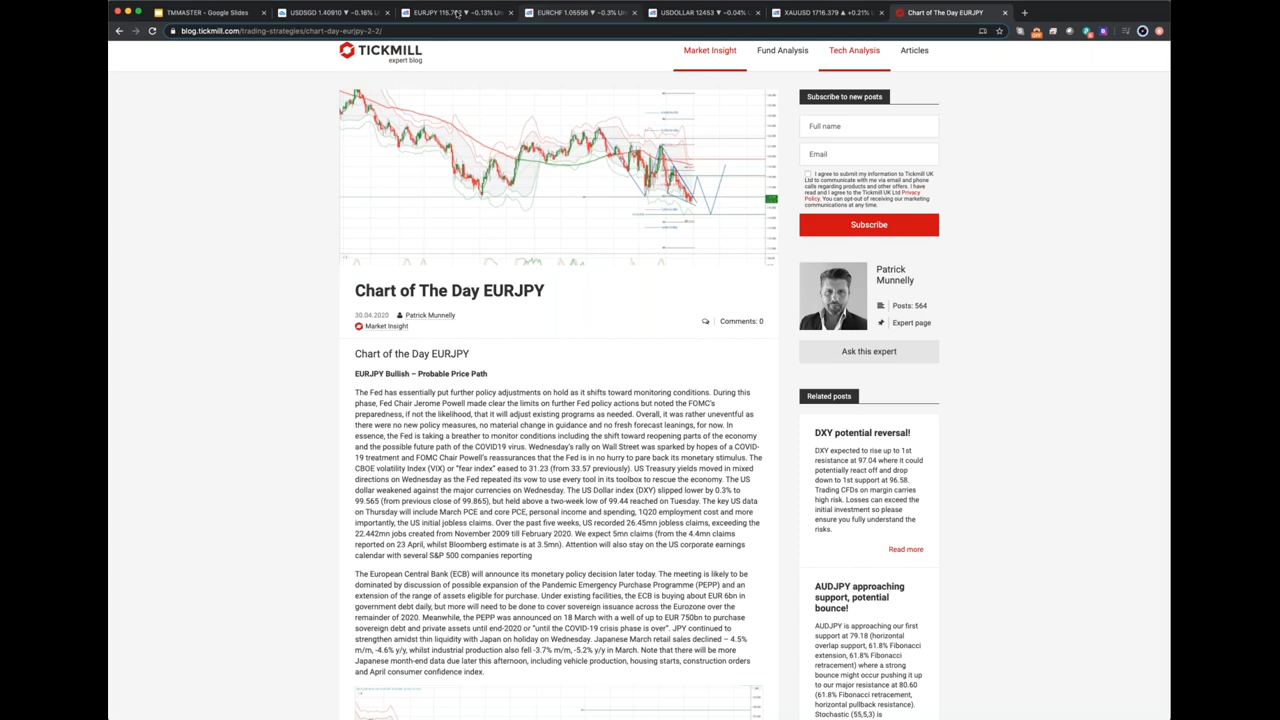 TMMASTER - Google Slides
USDSGD 1.40910 ▼ −0.16% Un
EURJPY 115.7 ▼ −0.13% Un
EURCHF 1.05556 ▼ −0.3% Un
USDOLLAR 12453 ▼ −0.04%
XAUUSD 1716.379 ▲ +0.21%
Chart of The Day EURJPY
blog.tickmill.com/trading-strategies/chart-day-eurjpy-2-2/
TICKMILL
expert blog
Market Insight
Fund Analysis
Tech Analysis
Articles
Chart of The Day EURJPY
30.04.2020
Patrick Munnelly
Market Insight
Comments: 0
Chart of the Day EURJPY
EURJPY Bullish – Probable Price Path
The Fed has essentially put further policy adjustments on hold as it shifts toward monitoring conditions. During this
phase, Fed Chair Jerome Powell made clear the limits on further Fed policy actions but noted the FOMC's
preparedness, if not the likelihood, that it will adjust existing programs as needed. Overall, it was rather uneventful as
there were no new policy measures, no material change in guidance and no fresh forecast leanings, for now. In
essence, the Fed is taking a breather to monitor conditions including the shift toward reopening parts of the economy
and the possible future path of the COVID19 virus. Wednesday's rally on Wall Street was sparked by hopes of a COVID-
19 treatment and FOMC Chair Powell's reassurances that the Fed is in no hurry to pare back its monetary stimulus. The
CBOE volatility Index (VIX) or “fear index” eased to 31.23 (from 33.57 previously). US Treasury yields moved in mixed
directions on Wednesday as the Fed repeated its vow to use every tool in its toolbox to rescue the economy. The US
dollar weakened against the major currencies on Wednesday. The US Dollar index (DXY) slipped lower by 0.3% to
99.565 (from previous close of 99.865), but held above a two-week low of 99.44 reached on Tuesday. The key US data
on Thursday will include March PCE and core PCE, personal income and spending, 1Q20 employment cost and more
importantly, the US initial jobless claims. Over the past five weeks, US recorded 26.45mn jobless claims, exceeding the
22.442mn jobs created from November 2009 till February 2020. We expect 5mn claims (from the 4.4mn claims
reported on 23 April, whilst Bloomberg estimate is at 3.5mn). Attention will also stay on the US corporate earnings
calendar with several S&P 500 companies reporting
The European Central Bank (ECB) will announce its monetary policy decision later today. The meeting is likely to be
dominated by discussion of possible expansion of the Pandemic Emergency Purchase Programme (PEPP) and an
extension of the range of assets eligible for purchase. Under existing facilities, the ECB is buying about EUR 6bn in
government debt daily, but more will need to be done to cover sovereign issuance across the Eurozone over the
remainder of 2020. Meanwhile, the PEPP was announced on 18 March with a well of up to EUR 750bn to purchase
sovereign debt and private assets until end-2020 or “until the COVID-19 crisis phase is over”. JPY continued to
strengthen amidst thin liquidity with Japan on holiday on Wednesday. Japanese March retail sales declined – 4.5%
m/m, -4.6% y/y, whilst industrial production also fell -3.7% m/m, -5.2% y/y in March. Note that there will be more
Japanese month-end data due later this afternoon, including vehicle production, housing starts, construction orders
and April consumer confidence index.
Subscribe to new posts
Full name
Email
I agree to submit my information to Tickmill UK
Ltd to communicate with me via email and phone
calls regarding products and other offers. I have
read and I agree to the Tickmill UK Ltd Privacy
Policy. You can opt-out of receiving our marketing
communications at any time.
Subscribe
Patrick
Munnelly
Posts: 564
Expert page
Ask this expert
Related posts
DXY potential reversal!
DXY expected to rise up to 1st
resistance at 97.04 where it could
potentially react off and drop
down to 1st support at 96.58.
Trading CFDs on margin carries
high risk. Losses can exceed the
initial investment so please
ensure you fully understand the
risks.
Read more
AUDJPY approaching
support, potential
bounce!
AUDJPY is approaching our first
support at 79.18 (horizontal
overlap support, 61.8% Fibonacci
extension, 61.8% Fibonacci
retracement) where a strong
bounce might occur pushing it up
to our major resistance at 80.60
(61.8% Fibonacci retracement,
horizontal pullback resistance).
Stochastic (55,5,3) is